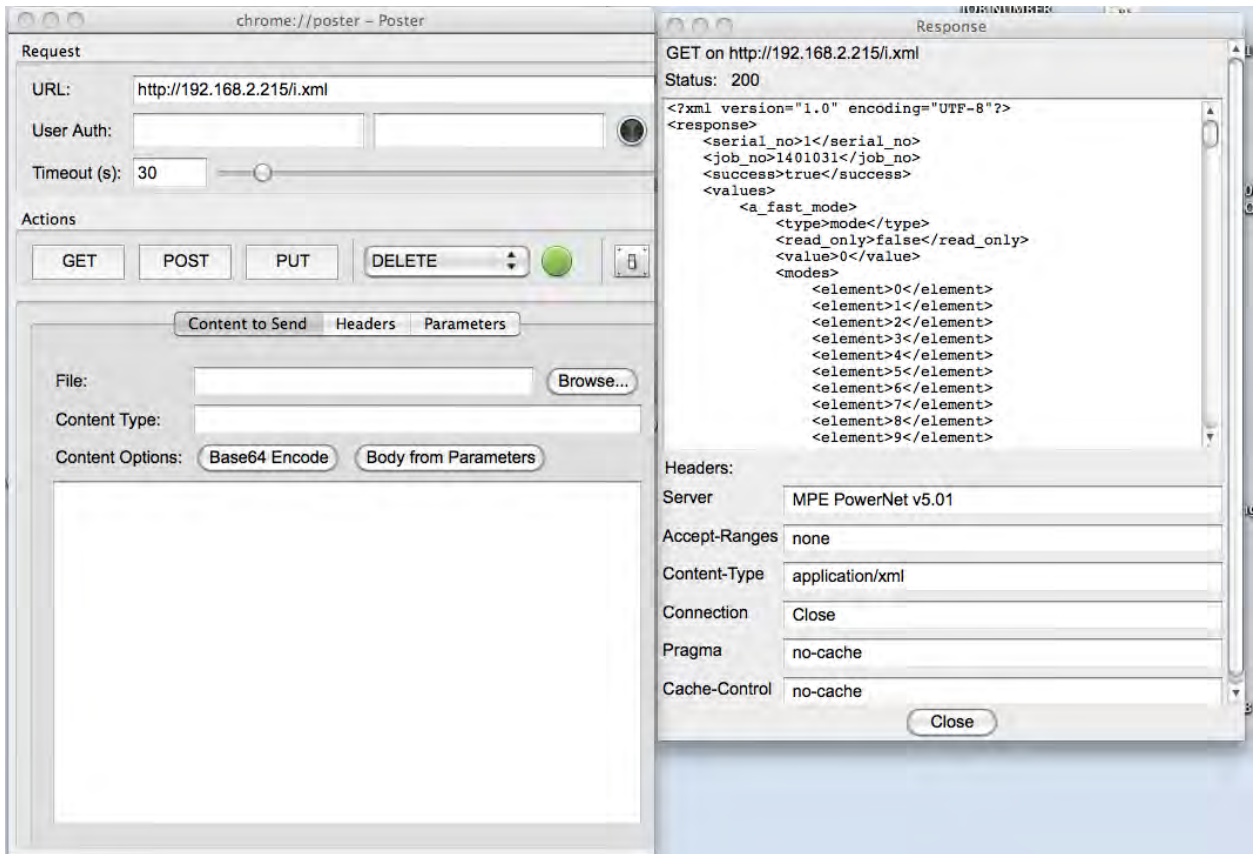 chrome://poster – Poster
Request
URL: http://192.168.2.215/i.xml
User Auth:
Timeout (s): 30
Actions
GET POST PUT DELETE
Content to Send Headers Parameters
File: Browse...
Content Type:
Content Options: Base64 Encode Body from Parameters
JOB NUMBER
Response
GET on http://192.168.2.215/i.xml
Status: 200
<?xml version="1.0" encoding="UTF-8"?>
<response>
<serial_no>1</serial_no>
<job_no>1401031</job_no>
<success>true</success>
<values>
<a_fast_mode>
<type>mode</type>
<read_only>false</read_only>
<value>0</value>
<modes>
<element>0</element>
<element>1</element>
<element>2</element>
<element>3</element>
<element>4</element>
<element>5</element>
<element>6</element>
<element>7</element>
<element>8</element>
<element>9</element>
Headers:
Server MPE PowerNet v5.01
Accept-Ranges none
Content-Type application/xml
Connection Close
Pragma no-cache
Cache-Control no-cache
Close